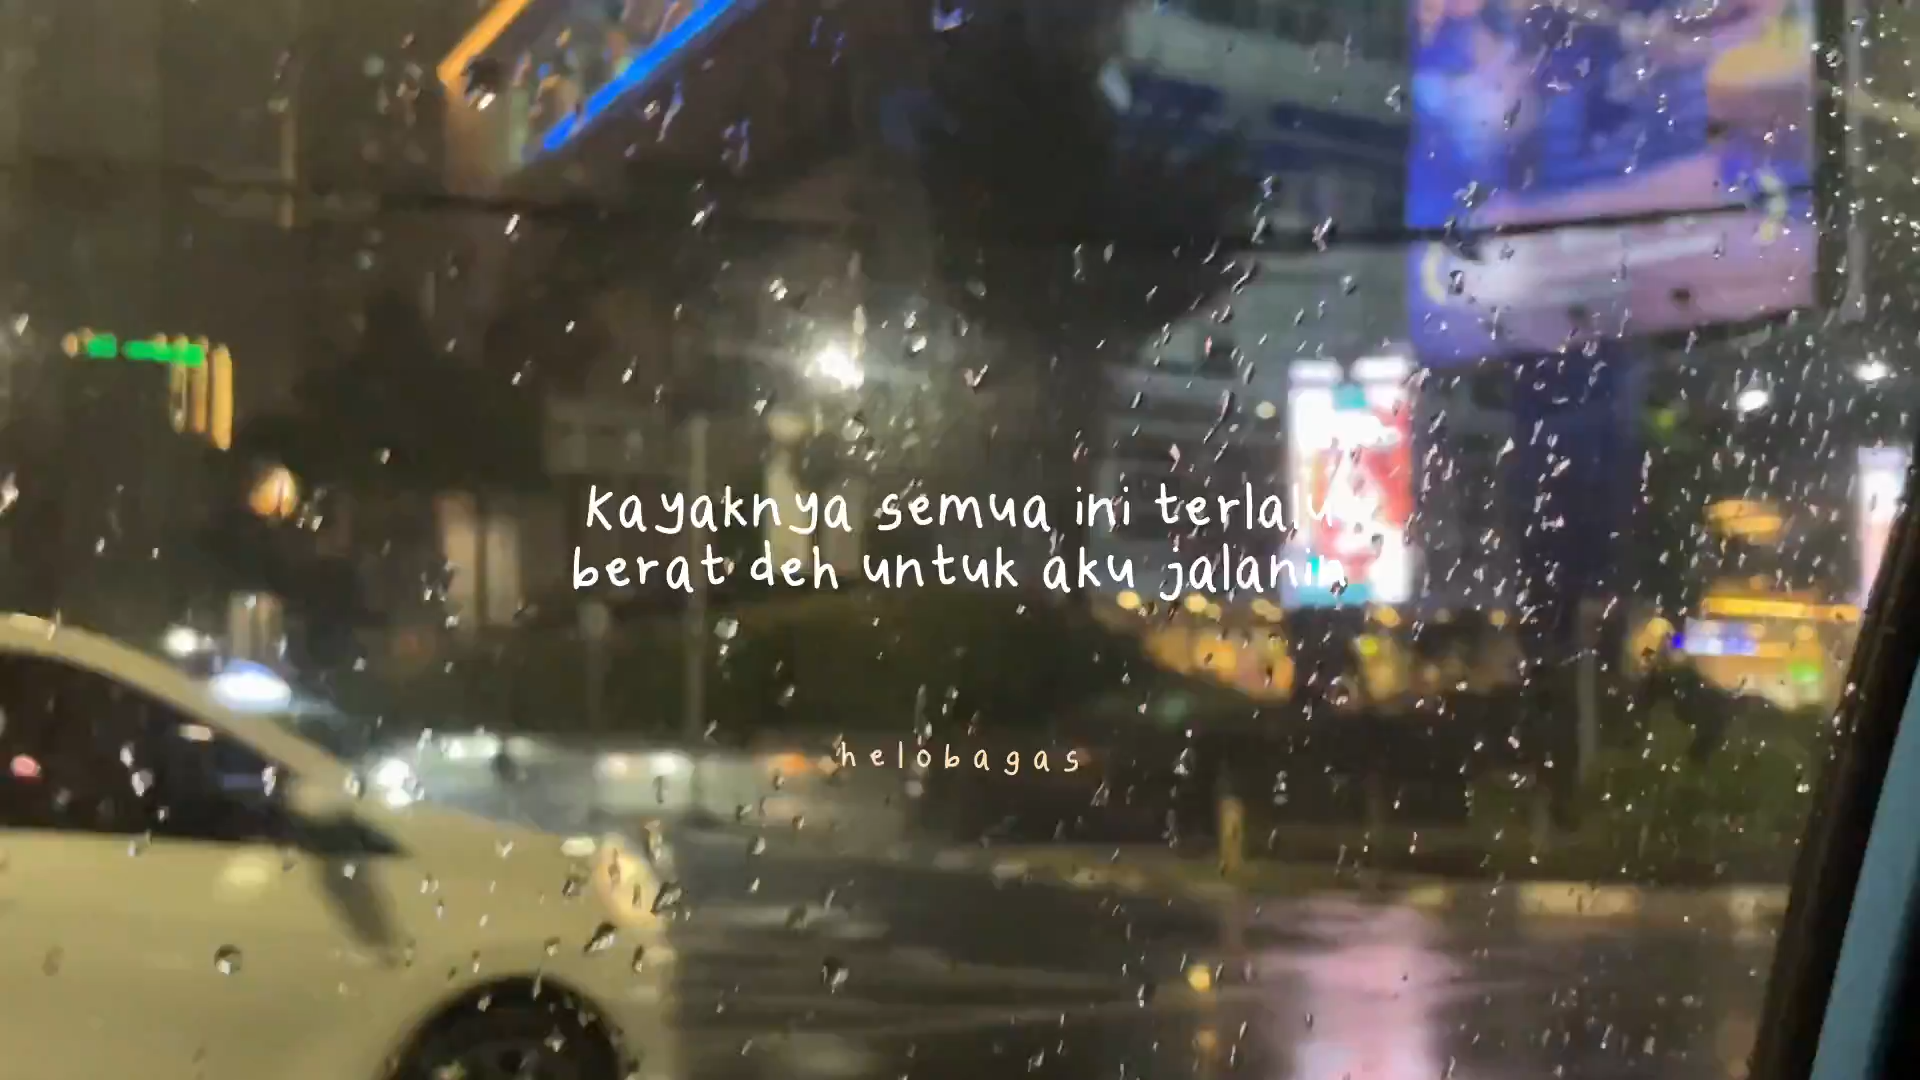 kayaknya semua ini terlalu
berat deh untuk aku jalanin
helobagas